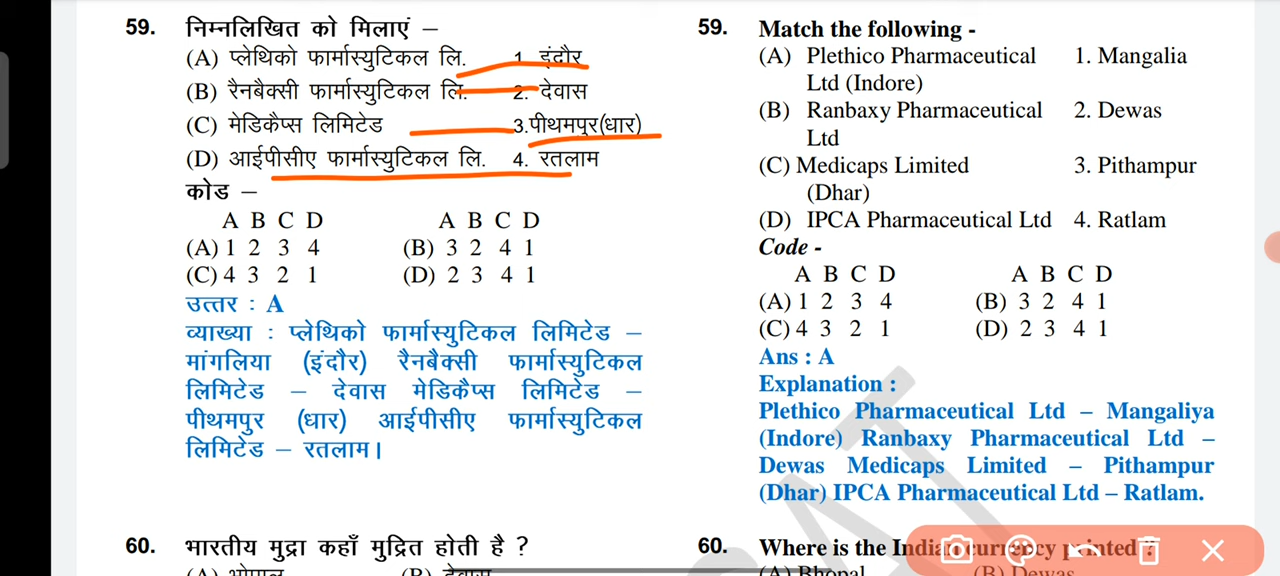 59. निम्नलिखित को मिलाएं –
(A) प्लेथिको फार्मास्युटिकल लि. 1. इंदौर
(B) रैनबैक्सी फार्मास्युटिकल लि. 2. देवास
(C) मेडिकैप्स लिमिटेड 3.पीथमपुर(धार)
(D) आईपीसीए फार्मास्युटिकल लि. 4. रतलाम
कोड –
A B C D A B C D
(A) 1 2 3 4 (B) 3 2 4 1
(C) 4 3 2 1 (D) 2 3 4 1
उत्तर : A
व्याख्या : प्लेथिको फार्मास्युटिकल लिमिटेड –
मांगलिया (इंदौर) रैनबैक्सी फार्मास्युटिकल
लिमिटेड – देवास मेडिकैप्स लिमिटेड –
पीथमपुर (धार) आईपीसीए फार्मास्युटिकल
लिमिटेड – रतलाम।
60. भारतीय मुद्रा कहाँ मुद्रित होती है ?
(A) भोपाल (B) देवास
59. Match the following -
(A) Plethico Pharmaceutical 1. Mangalia
Ltd (Indore)
(B) Ranbaxy Pharmaceutical 2. Dewas
Ltd
(C) Medicaps Limited 3. Pithampur
(Dhar)
(D) IPCA Pharmaceutical Ltd 4. Ratlam
Code -
A B C D A B C D
(A) 1 2 3 4 (B) 3 2 4 1
(C) 4 3 2 1 (D) 2 3 4 1
Ans : A
Explanation :
Plethico Pharmaceutical Ltd – Mangaliya
(Indore) Ranbaxy Pharmaceutical Ltd –
Dewas Medicaps Limited – Pithampur
(Dhar) IPCA Pharmaceutical Ltd – Ratlam.
60. Where is the Indian currency printed ?
(A) Bhopal (B) Dewas